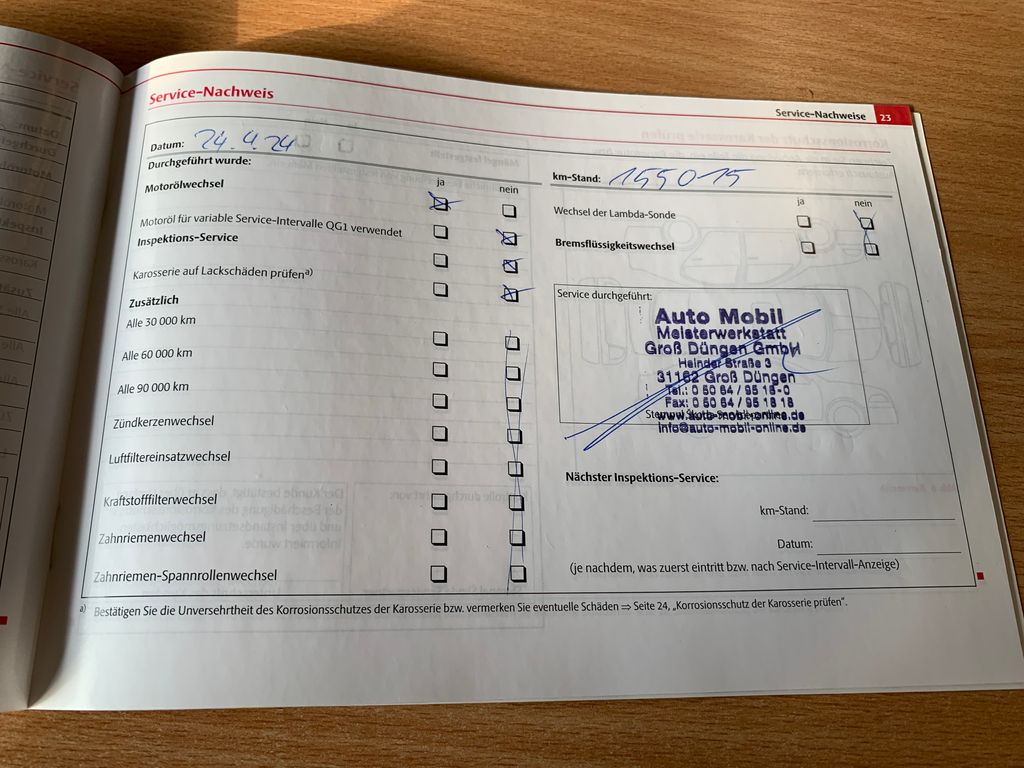 Service-Nachweis
Service-Nachweise 23
Datum: 24.4.24
Durchgeführt wurde:
ja nein
Motorölwechsel
Motoröl für variable Service-Intervalle QG1 verwendet
Inspektions-Service
Karosserie auf Lackschäden prüfen a)
Zusätzlich
Alle 30 000 km
Alle 60 000 km
Alle 90 000 km
Zündkerzenwechsel
Luftfiltereinsatzwechsel
Kraftstofffilterwechsel
Zahnriemenwechsel
Zahnriemen-Spannrollenwechsel
km-Stand: 155015
ja nein
Wechsel der Lambda-Sonde
Bremsflüssigkeitswechsel
Service durchgeführt:
Auto Mobil
Meisterwerkstatt
Groß Düngen GmbH
Heinder Straße 3
31162 Groß Düngen
Tel.: 0 50 64 / 95 18-0
Fax: 0 50 64 / 95 18 18
www.auto-mobil-online.de
info@auto-mobil-online.de
Nächster Inspektions-Service:
km-Stand:
Datum:
(je nachdem, was zuerst eintritt bzw. nach Service-Intervall-Anzeige)
a) Bestätigen Sie die Unversehrtheit des Korrosionsschutzes der Karosserie bzw. vermerken Sie eventuelle Schäden ⇒ Seite 24, „Korrosionsschutz der Karosserie prüfen“.